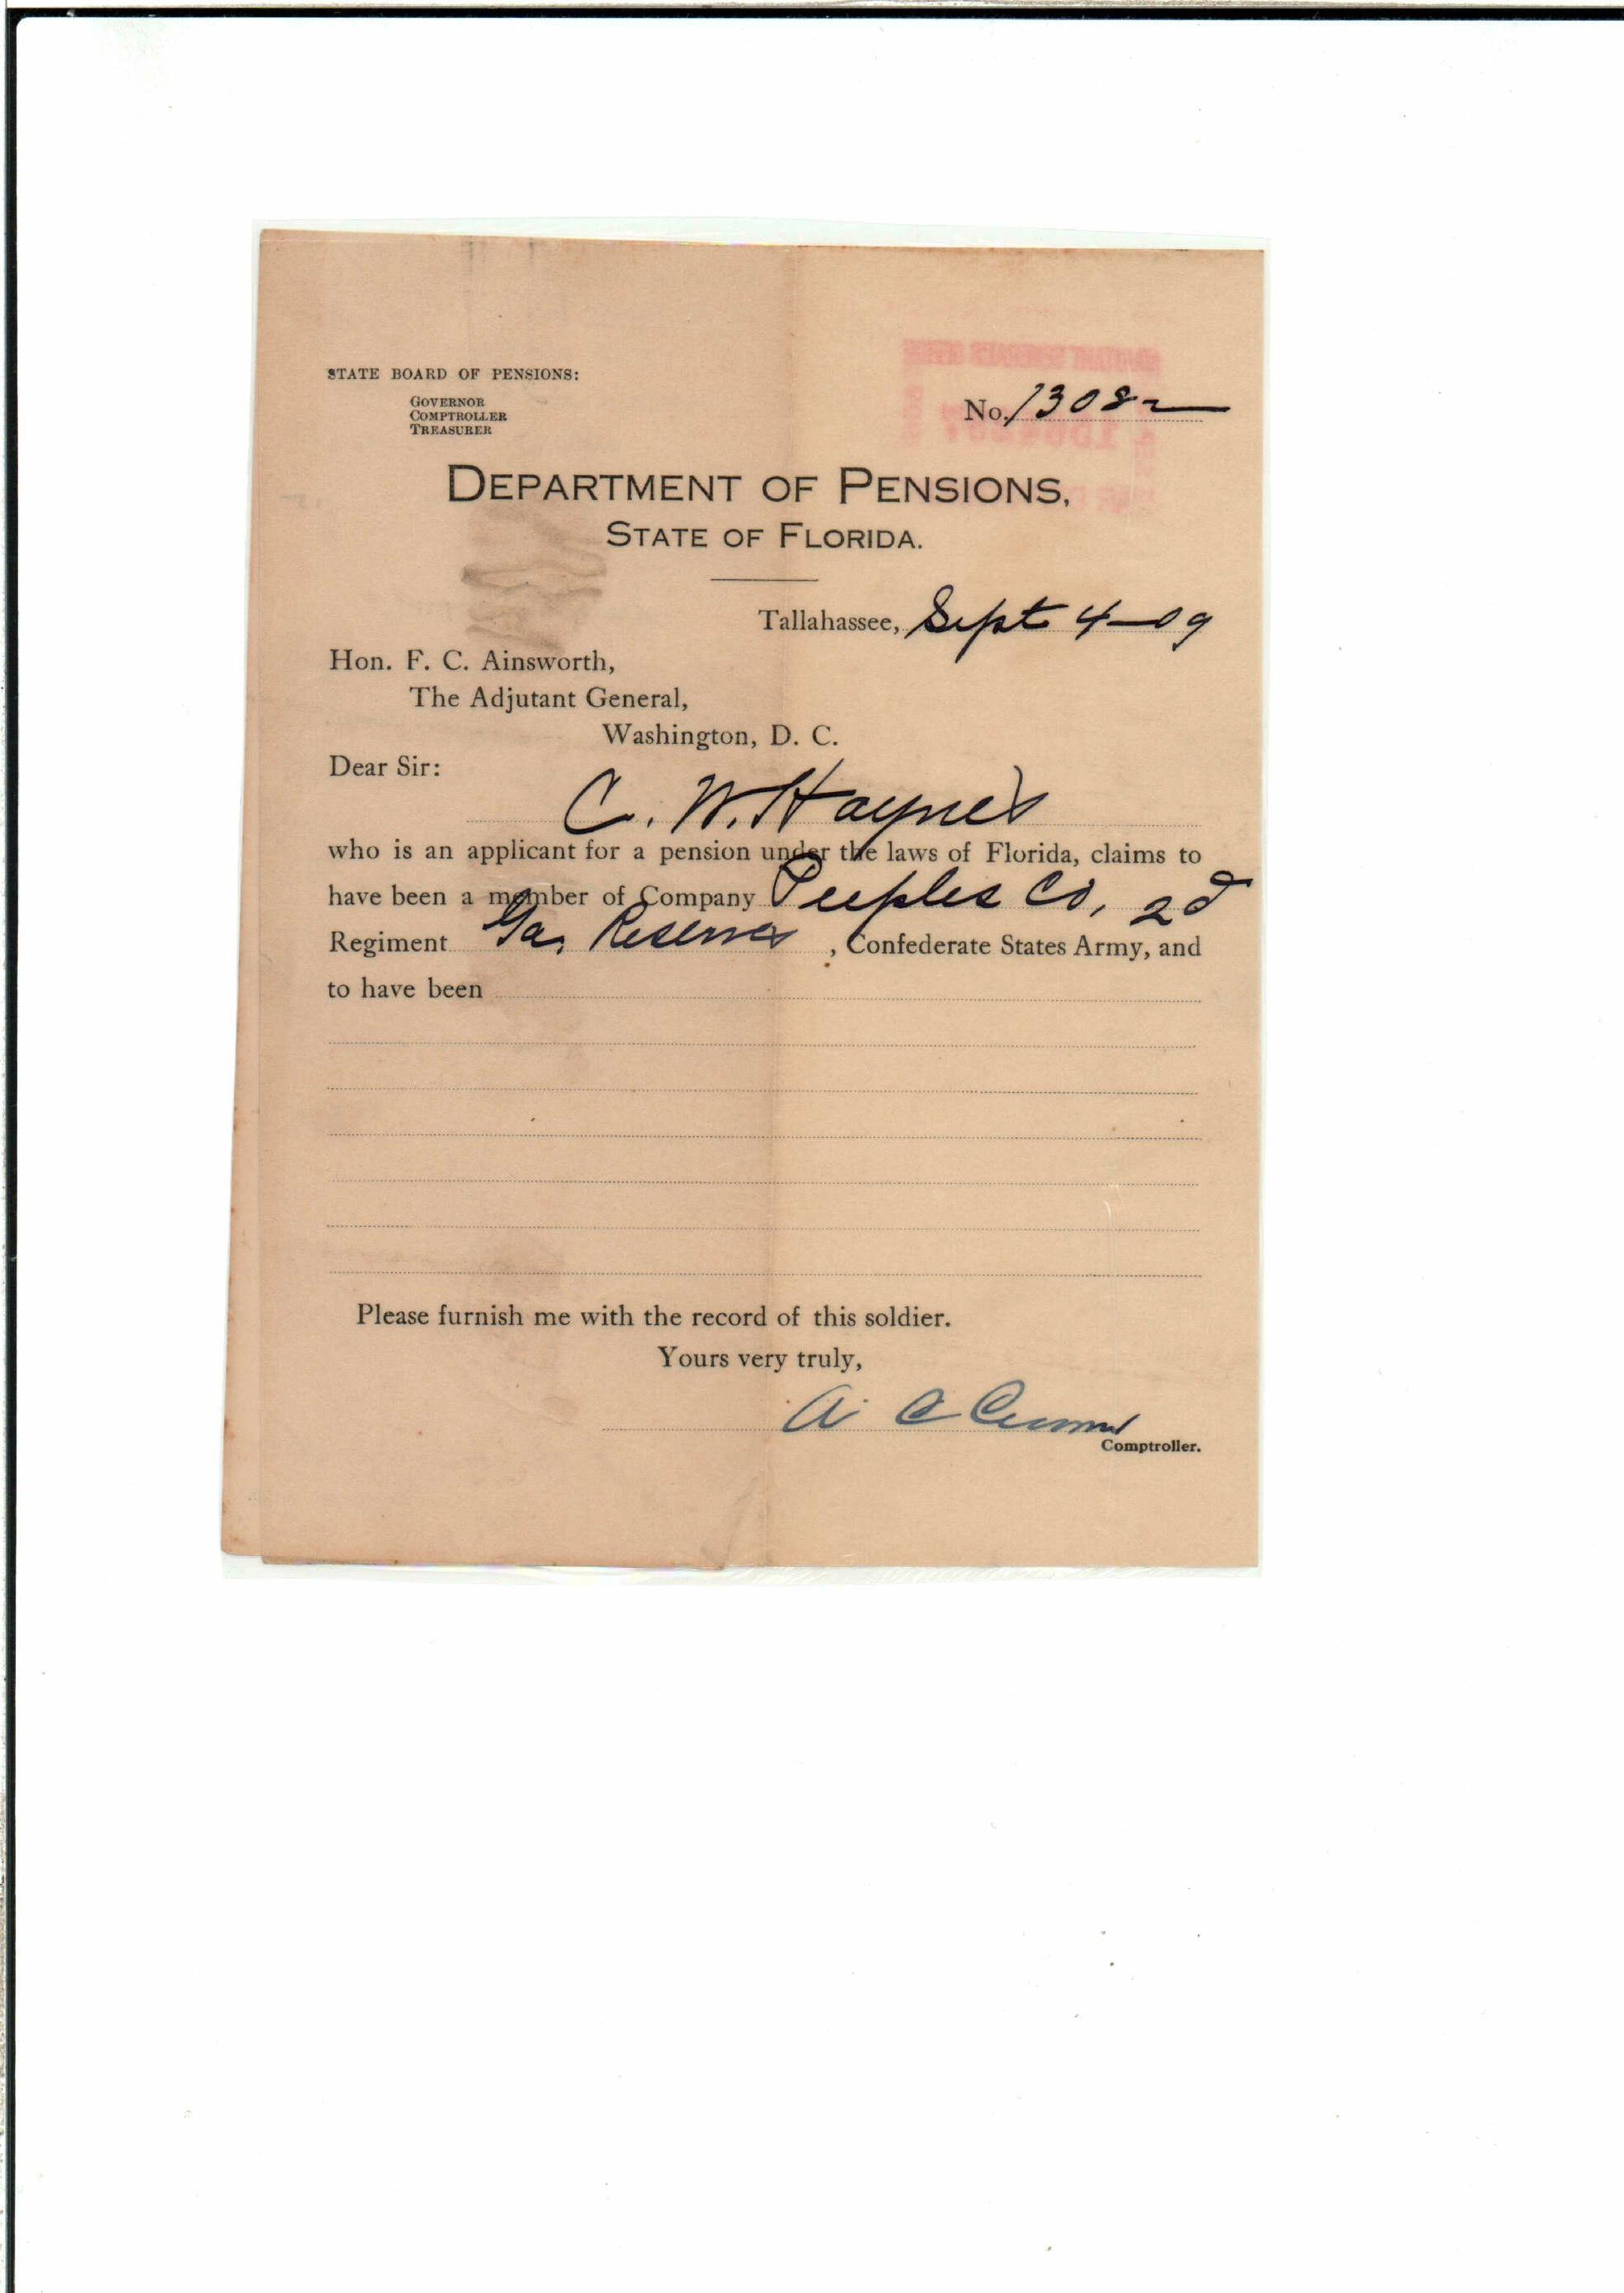 STATE BOARD OF PENSIONS:
GOVERNOR
COMPTROLLER
TREASURER
No. 13082
DEPARTMENT OF PENSIONS,
STATE OF FLORIDA.
Tallahassee, Sept 4-09
Hon. F. C. Ainsworth,
The Adjutant General,
Washington, D. C.
Dear Sir:
C. W. Haynes
who is an applicant for a pension under the laws of Florida, claims to
have been a member of Company Peeples Co, 2d
Regiment Ga, Reserves, Confederate States Army, and
to have been
Please furnish me with the record of this soldier.
Yours very truly,
A C
Comptroller.